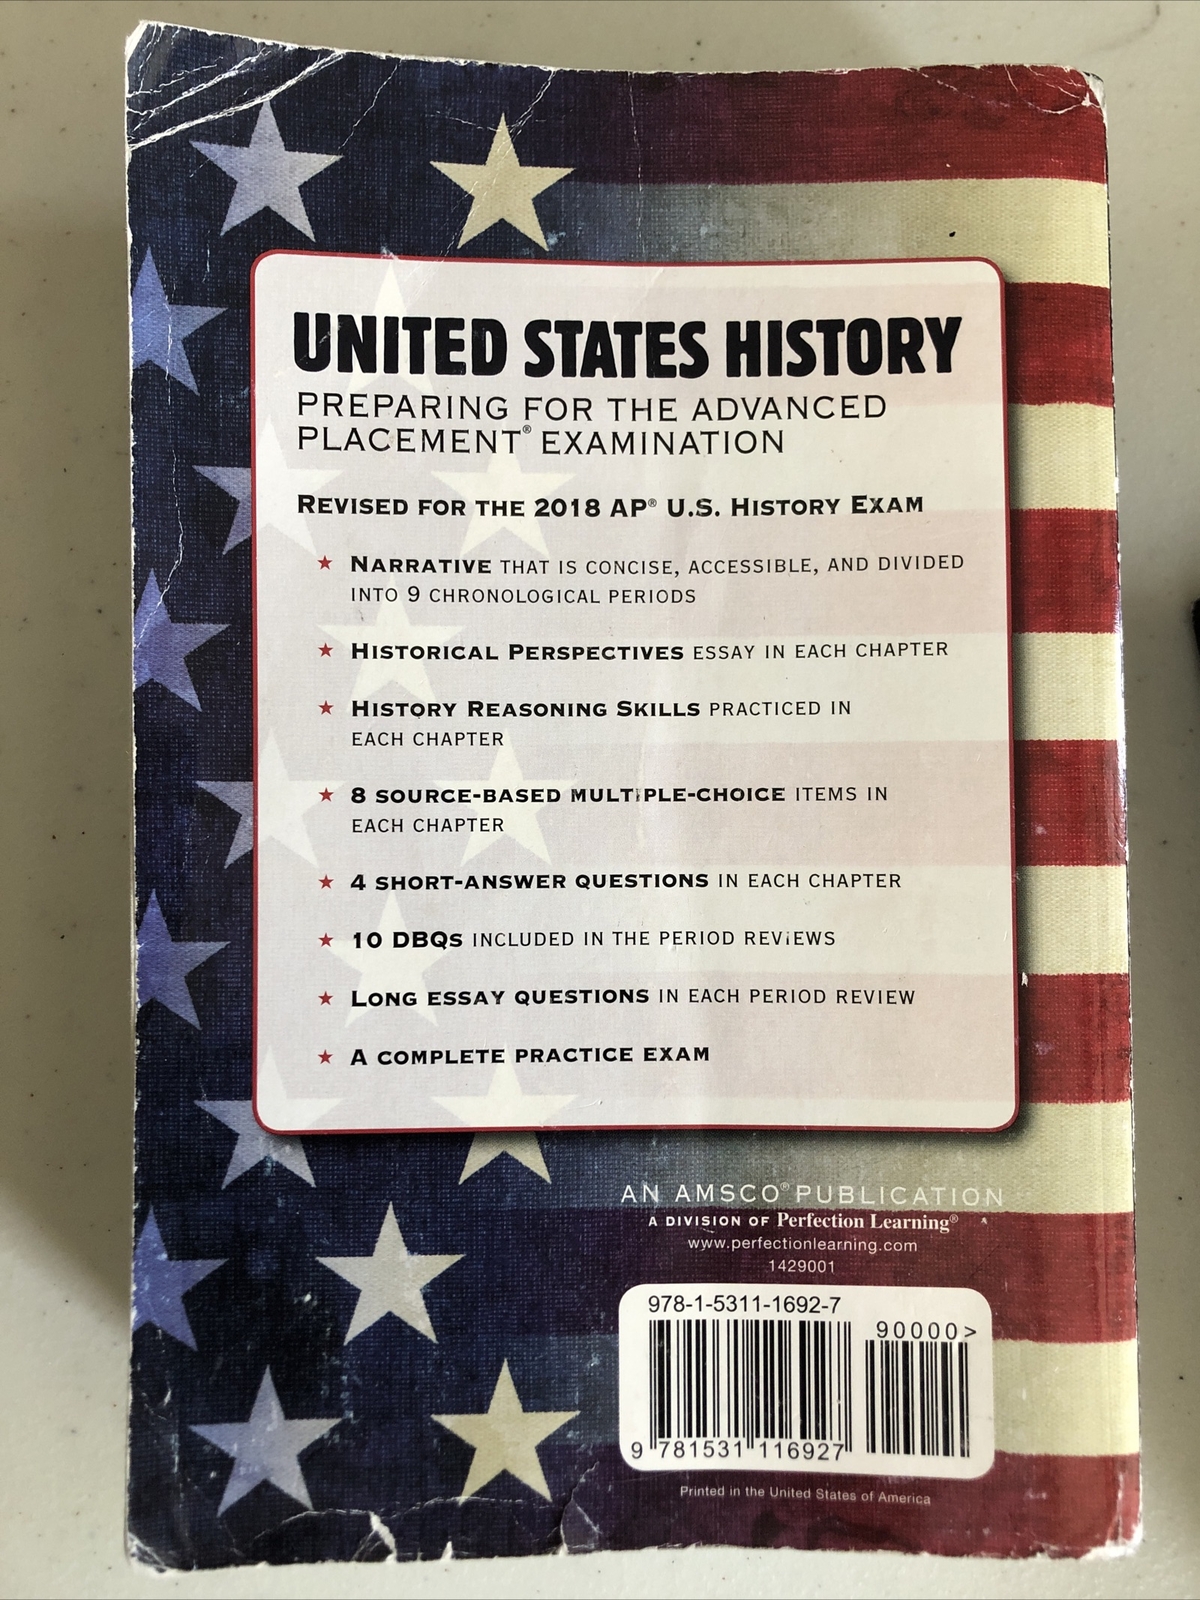 UNITED STATES HISTORY
PREPARING FOR THE ADVANCED
PLACEMENT® EXAMINATION
REVISED FOR THE 2018 AP® U.S. HISTORY EXAM
★ NARRATIVE THAT IS CONCISE, ACCESSIBLE, AND DIVIDED
INTO 9 CHRONOLOGICAL PERIODS
★ HISTORICAL PERSPECTIVES ESSAY IN EACH CHAPTER
★ HISTORY REASONING SKILLS PRACTICED IN
EACH CHAPTER
★ 8 SOURCE-BASED MULTIPLE-CHOICE ITEMS IN
EACH CHAPTER
★ 4 SHORT-ANSWER QUESTIONS IN EACH CHAPTER
★ 10 DBQS INCLUDED IN THE PERIOD REVIEWS
★ LONG ESSAY QUESTIONS IN EACH PERIOD REVIEW
★ A COMPLETE PRACTICE EXAM
AN AMSCO® PUBLICATION
A DIVISION OF Perfection Learning®
www.perfectionlearning.com
1429001
978-1-5311-1692-7
90000>
9 781531 116927
Printed in the United States of America